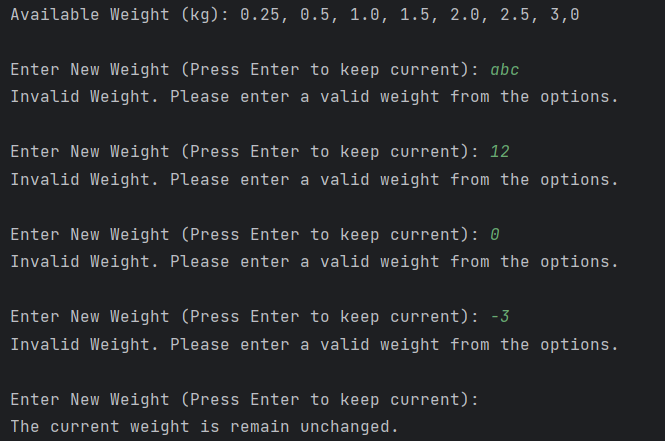 Available Weight (kg): 0.25, 0.5, 1.0, 1.5, 2.0, 2.5, 3,0
Enter New Weight (Press Enter to keep current): abc
Invalid Weight. Please enter a valid weight from the options.
Enter New Weight (Press Enter to keep current): 12
Invalid Weight. Please enter a valid weight from the options.
Enter New Weight (Press Enter to keep current): 0
Invalid Weight. Please enter a valid weight from the options.
Enter New Weight (Press Enter to keep current): -3
Invalid Weight. Please enter a valid weight from the options.
Enter New Weight (Press Enter to keep current):
The current weight is remain unchanged.